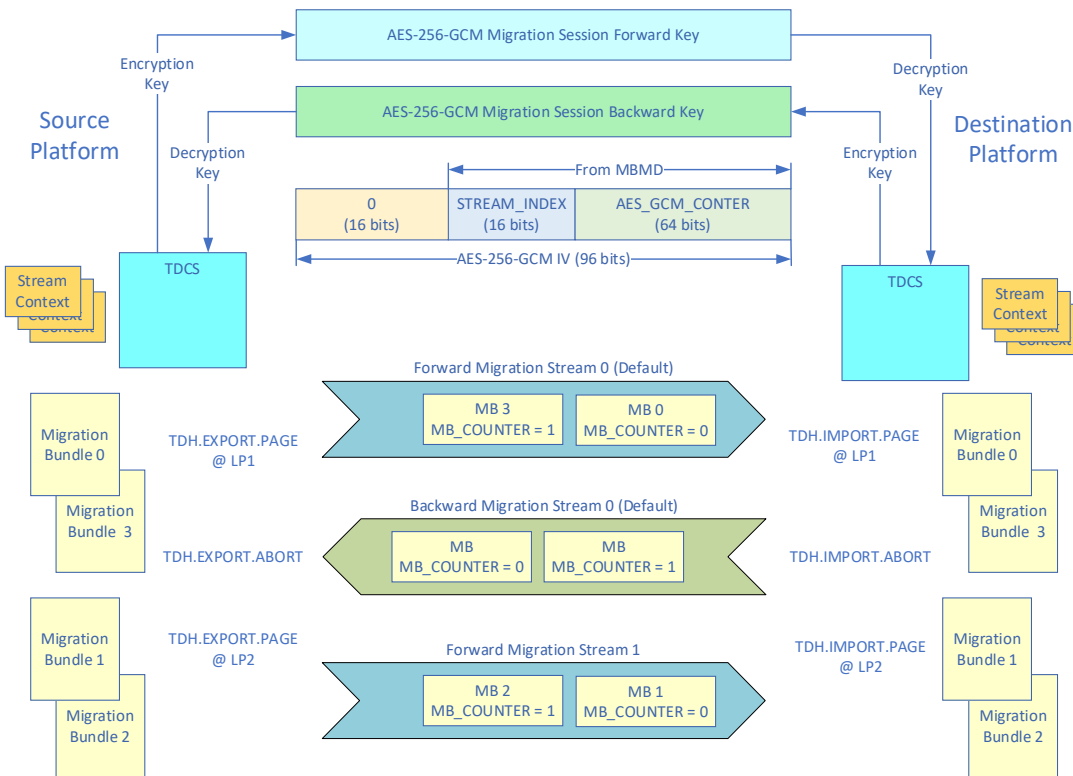 AES-256-GCM Migration Session Forward Key
Encryption
Key
Decryption
Key
AES-256-GCM Migration Session Backward Key
Source
Platform
Destination
Platform
Decryption
Key
Encryption
Key
From MBMD
0
(16 bits)
STREAM_INDEX
(16 bits)
AES_GCM_CONTER
(64 bits)
AES-256-GCM IV (96 bits)
TDCS
TDCS
Stream
Context
Context
Context
Stream
Context
Context
Context
Forward Migration Stream 0 (Default)
MB 3
MB_COUNTER = 1
MB 0
MB_COUNTER = 0
Migration
Bundle 0
TDH.EXPORT.PAGE
@ LP1
TDH.IMPORT.PAGE
@ LP1
Migration
Bundle 0
Migration
Bundle 3
Migration
Bundle 3
Backward Migration Stream 0 (Default)
TDH.EXPORT.ABORT
MB
MB_COUNTER = 0
MB
MB_COUNTER = 1
TDH.IMPORT.ABORT
Migration
Bundle 1
TDH.EXPORT.PAGE
@ LP2
Forward Migration Stream 1
TDH.IMPORT.PAGE
@ LP2
Migration
Bundle 1
MB 2
MB_COUNTER = 1
MB 1
MB_COUNTER = 0
Migration
Bundle 2
Migration
Bundle 2